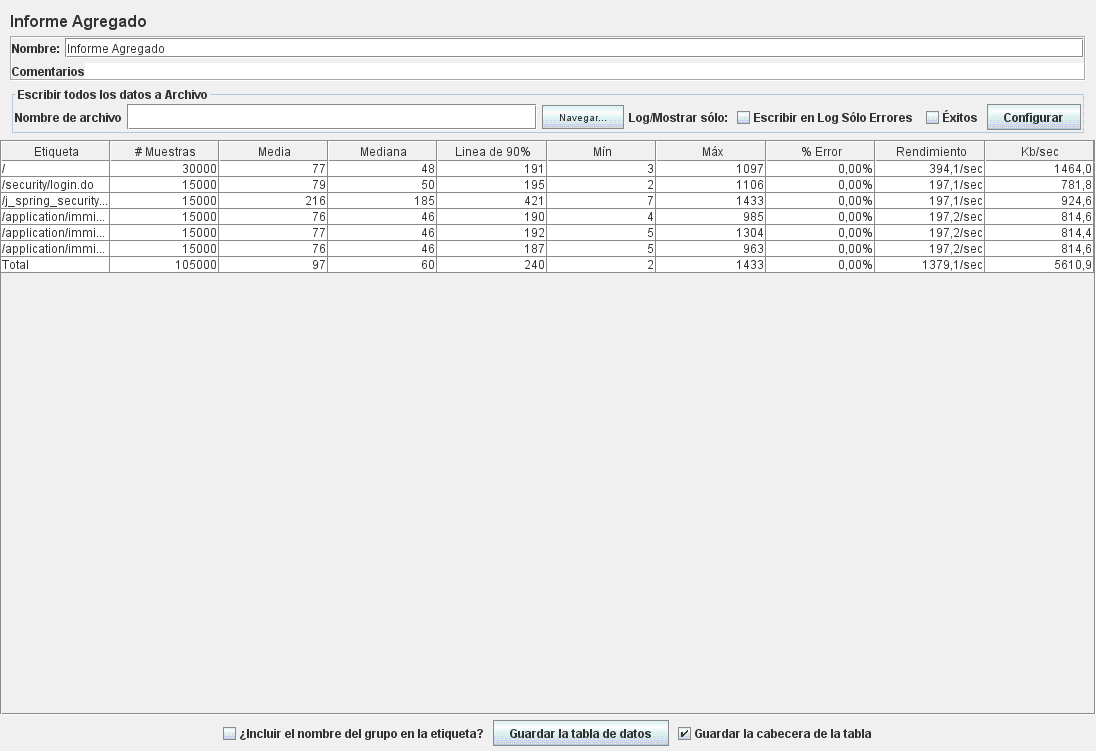 Informe Agregado
Nombre: Informe Agregado
Comentarios
Escribir todos los datos a Archivo
Nombre de archivo Navegar... Log/Mostrar sólo: Escribir en Log Sólo Errores Éxitos Configurar
Etiqueta # Muestras Media Mediana Linea de 90% Mín Máx % Error Rendimiento Kb/sec
/ 30000 77 48 191 3 1097 0,00% 394,1/sec 1464,0
/security/login.do 15000 79 50 195 2 1106 0,00% 197,1/sec 781,8
/j_spring_security... 15000 216 185 421 7 1433 0,00% 197,1/sec 924,6
/application/immi... 15000 76 46 190 4 985 0,00% 197,2/sec 814,6
/application/immi... 15000 77 46 192 5 1304 0,00% 197,2/sec 814,4
/application/immi... 15000 76 46 187 5 963 0,00% 197,2/sec 814,6
Total 105000 97 60 240 2 1433 0,00% 1379,1/sec 5610,9
¿Incluir el nombre del grupo en la etiqueta? Guardar la tabla de datos Guardar la cabecera de la tabla